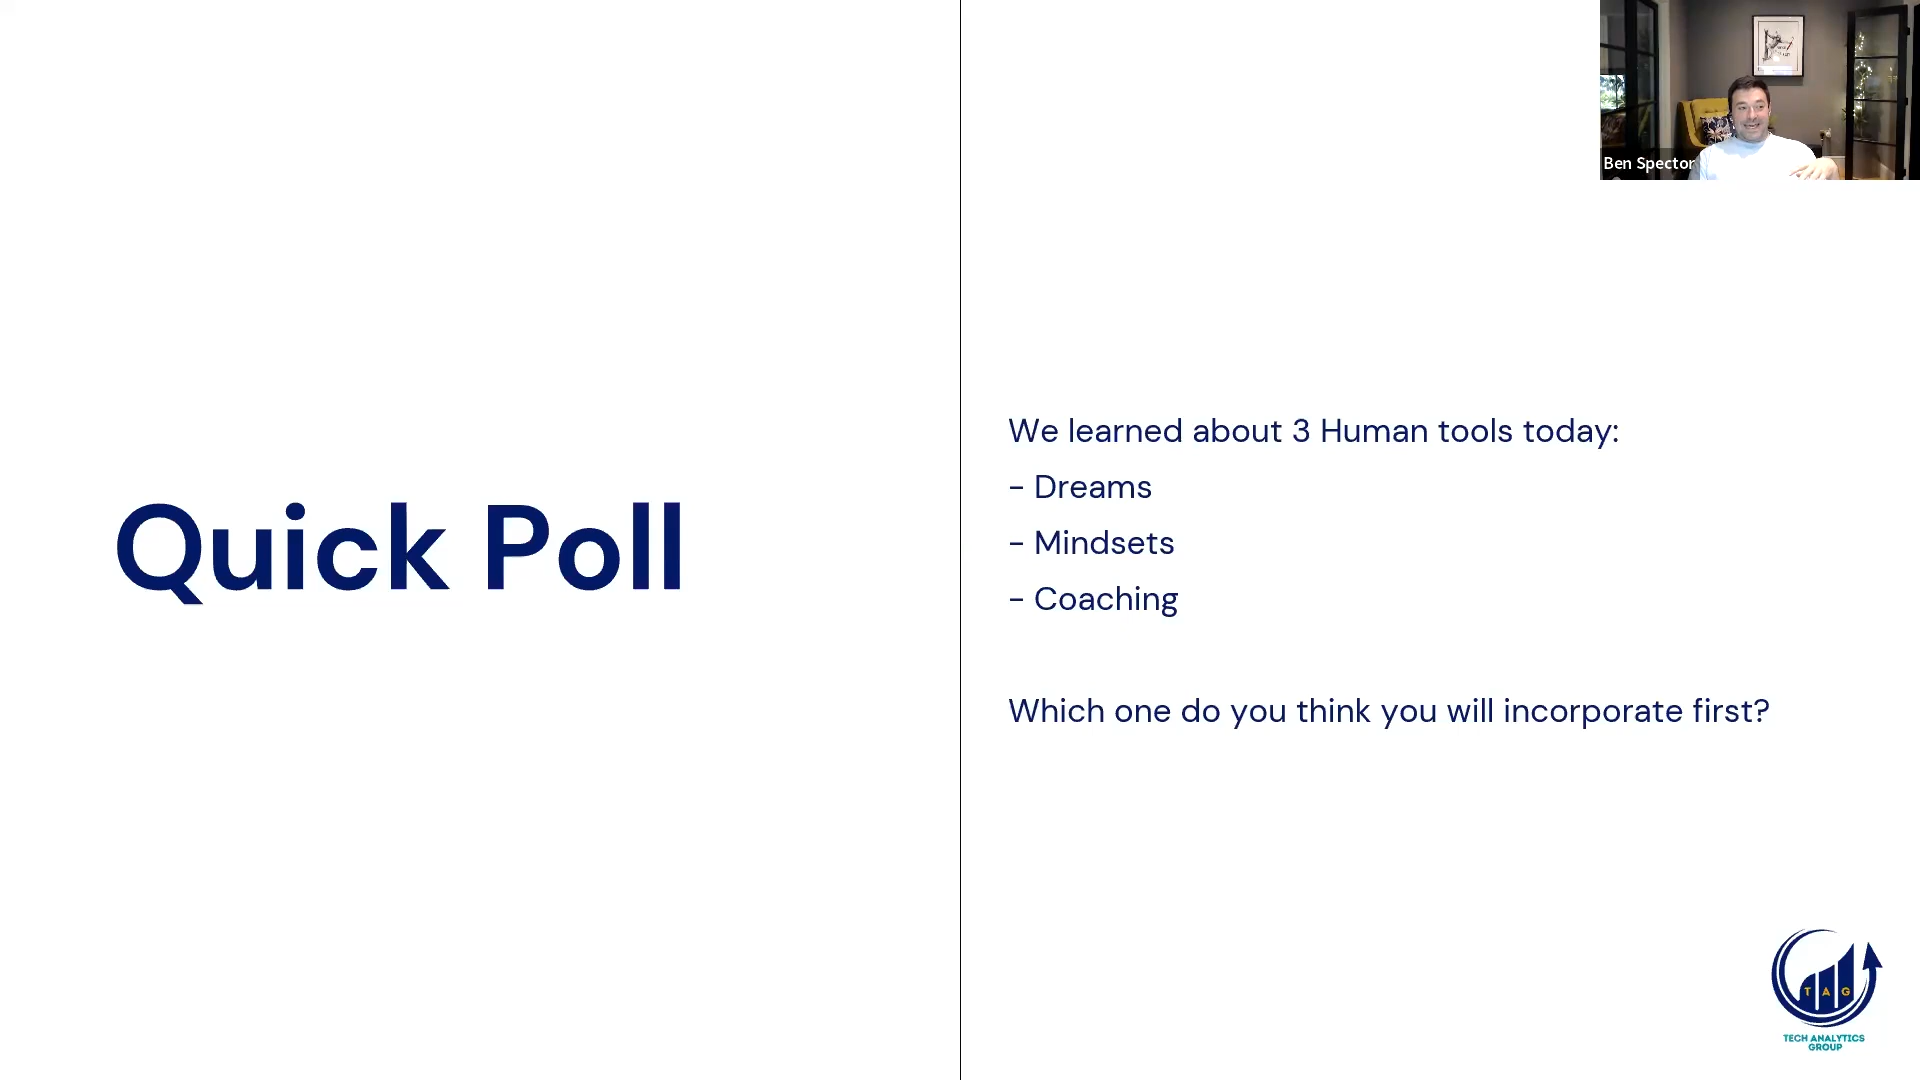 Quick Poll
We learned about 3 Human tools today:
- Dreams
- Mindsets
- Coaching
Which one do you think you will incorporate first?
Ben Spector
TAG
TECH ANALYTICS
GROUP